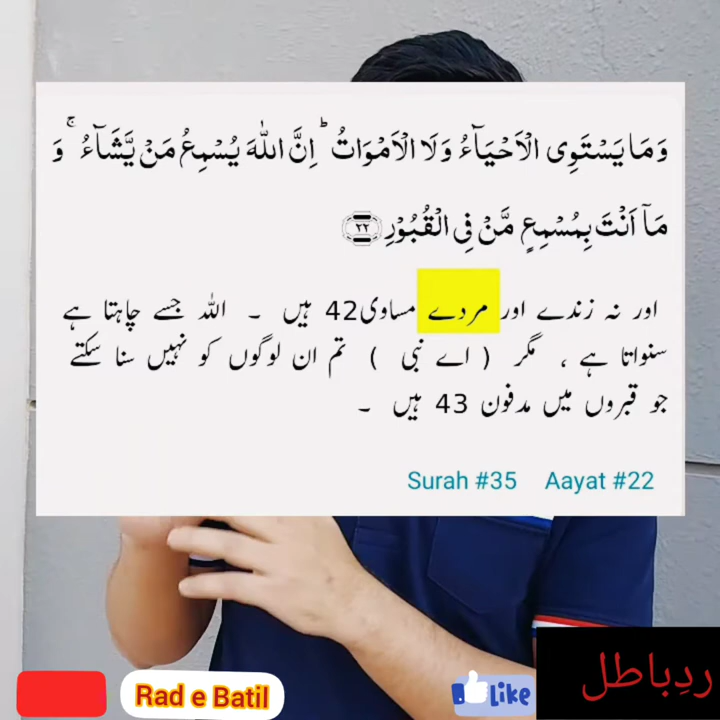 وَمَا يَسْتَوِى الْاَحْيَآءُ وَلَا الْاَمْوَاتُ ؕ اِنَّ اللّٰهَ يُسْمِعُ مَنْ يَّشَآءُ ۚ وَ
مَآ اَنْتَ بِمُسْمِعٍ مَّنْ فِى الْقُبُوْرِ ﴿۲۲﴾
اور نہ زندے اور مردے مساوی42 ہیں ۔ اللہ جسے چاہتا ہے
سنواتا ہے ، مگر ( اے نبی ) تم ان لوگوں کو نہیں سنا سکتے
جو قبروں میں مدفون 43 ہیں ۔
Surah #35 Aayat #22
Rad e Batil
Like
ردِباطل